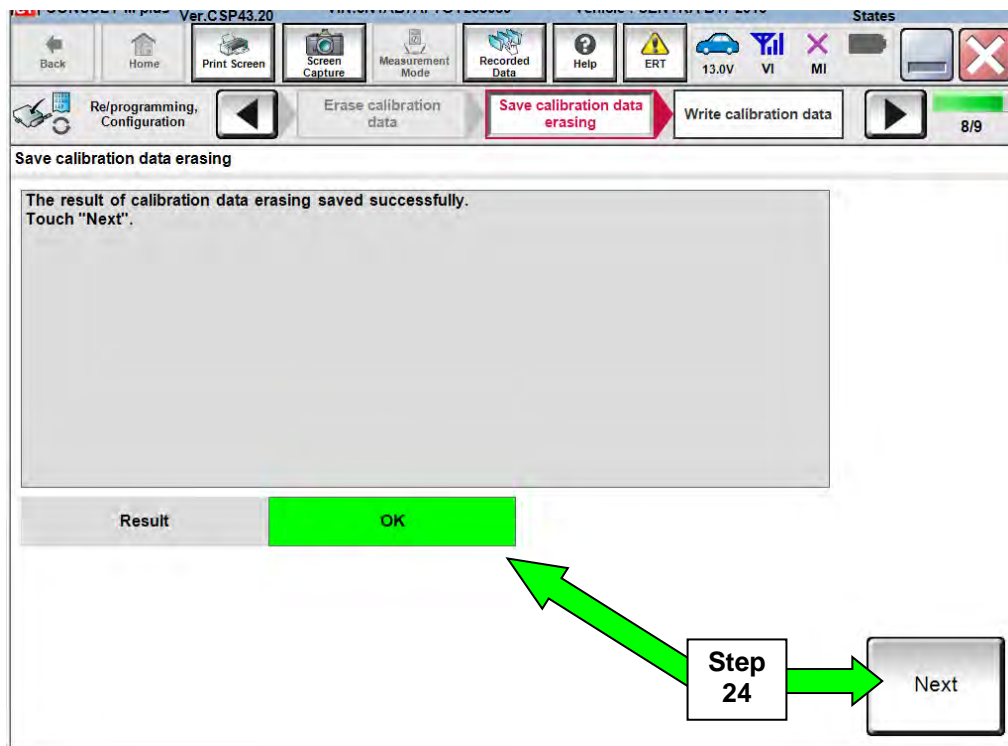 Ver.CSP43.20
States
Back
Home
Print Screen
Screen
Capture
Measurement
Mode
Recorded
Data
Help
ERT
13.0V
VI
MI
Re/programming,
Configuration
Erase calibration
data
Save calibration data
erasing
Write calibration data
8/9
Save calibration data erasing
The result of calibration data erasing saved successfully.
Touch "Next".
Result
OK
Step
24
Next